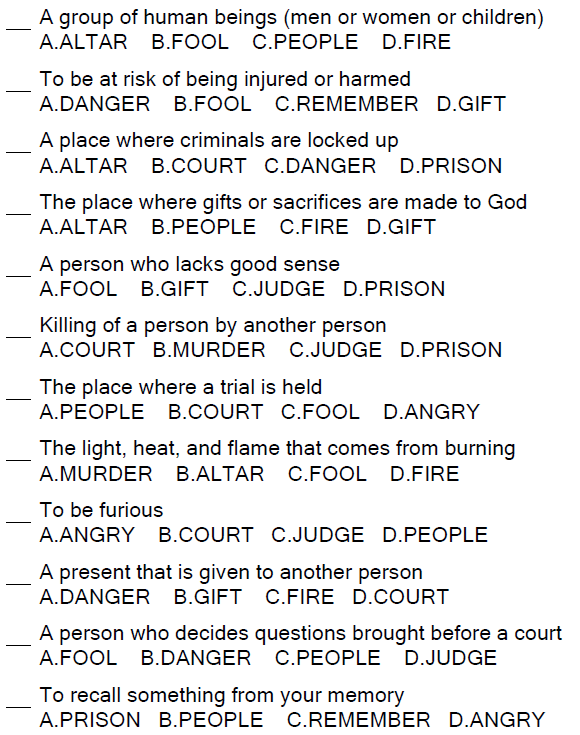 __ A group of human beings (men or women or children)
A.ALTAR B.FOOL C.PEOPLE D.FIRE
__ To be at risk of being injured or harmed
A.DANGER B.FOOL C.REMEMBER D.GIFT
__ A place where criminals are locked up
A.ALTAR B.COURT C.DANGER D.PRISON
__ The place where gifts or sacrifices are made to God
A.ALTAR B.PEOPLE C.FIRE D.GIFT
__ A person who lacks good sense
A.FOOL B.GIFT C.JUDGE D.PRISON
__ Killing of a person by another person
A.COURT B.MURDER C.JUDGE D.PRISON
__ The place where a trial is held
A.PEOPLE B.COURT C.FOOL D.ANGRY
__ The light, heat, and flame that comes from burning
A.MURDER B.ALTAR C.FOOL D.FIRE
__ To be furious
A.ANGRY B.COURT C.JUDGE D.PEOPLE
__ A present that is given to another person
A.DANGER B.GIFT C.FIRE D.COURT
__ A person who decides questions brought before a court
A.FOOL B.DANGER C.PEOPLE D.JUDGE
__ To recall something from your memory
A.PRISON B.PEOPLE C.REMEMBER D.ANGRY